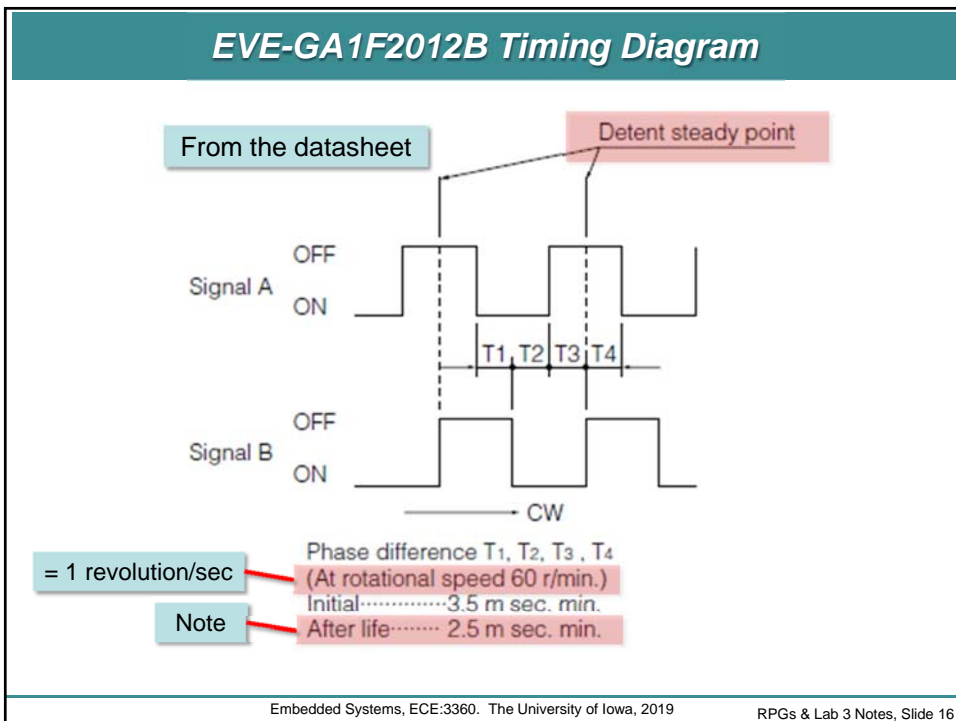 EVE-GA1F2012B Timing Diagram
From the datasheet
Detent steady point
OFF
Signal A
ON
T1 T2 T3 T4
OFF
Signal B
ON
CW
Phase difference T1, T2, T3 , T4
= 1 revolution/sec
(At rotational speed 60 r/min.)
Initial··············3.5 m sec. min.
Note
After life········ 2.5 m sec. min.
Embedded Systems, ECE:3360. The University of Iowa, 2019
RPGs & Lab 3 Notes, Slide 16